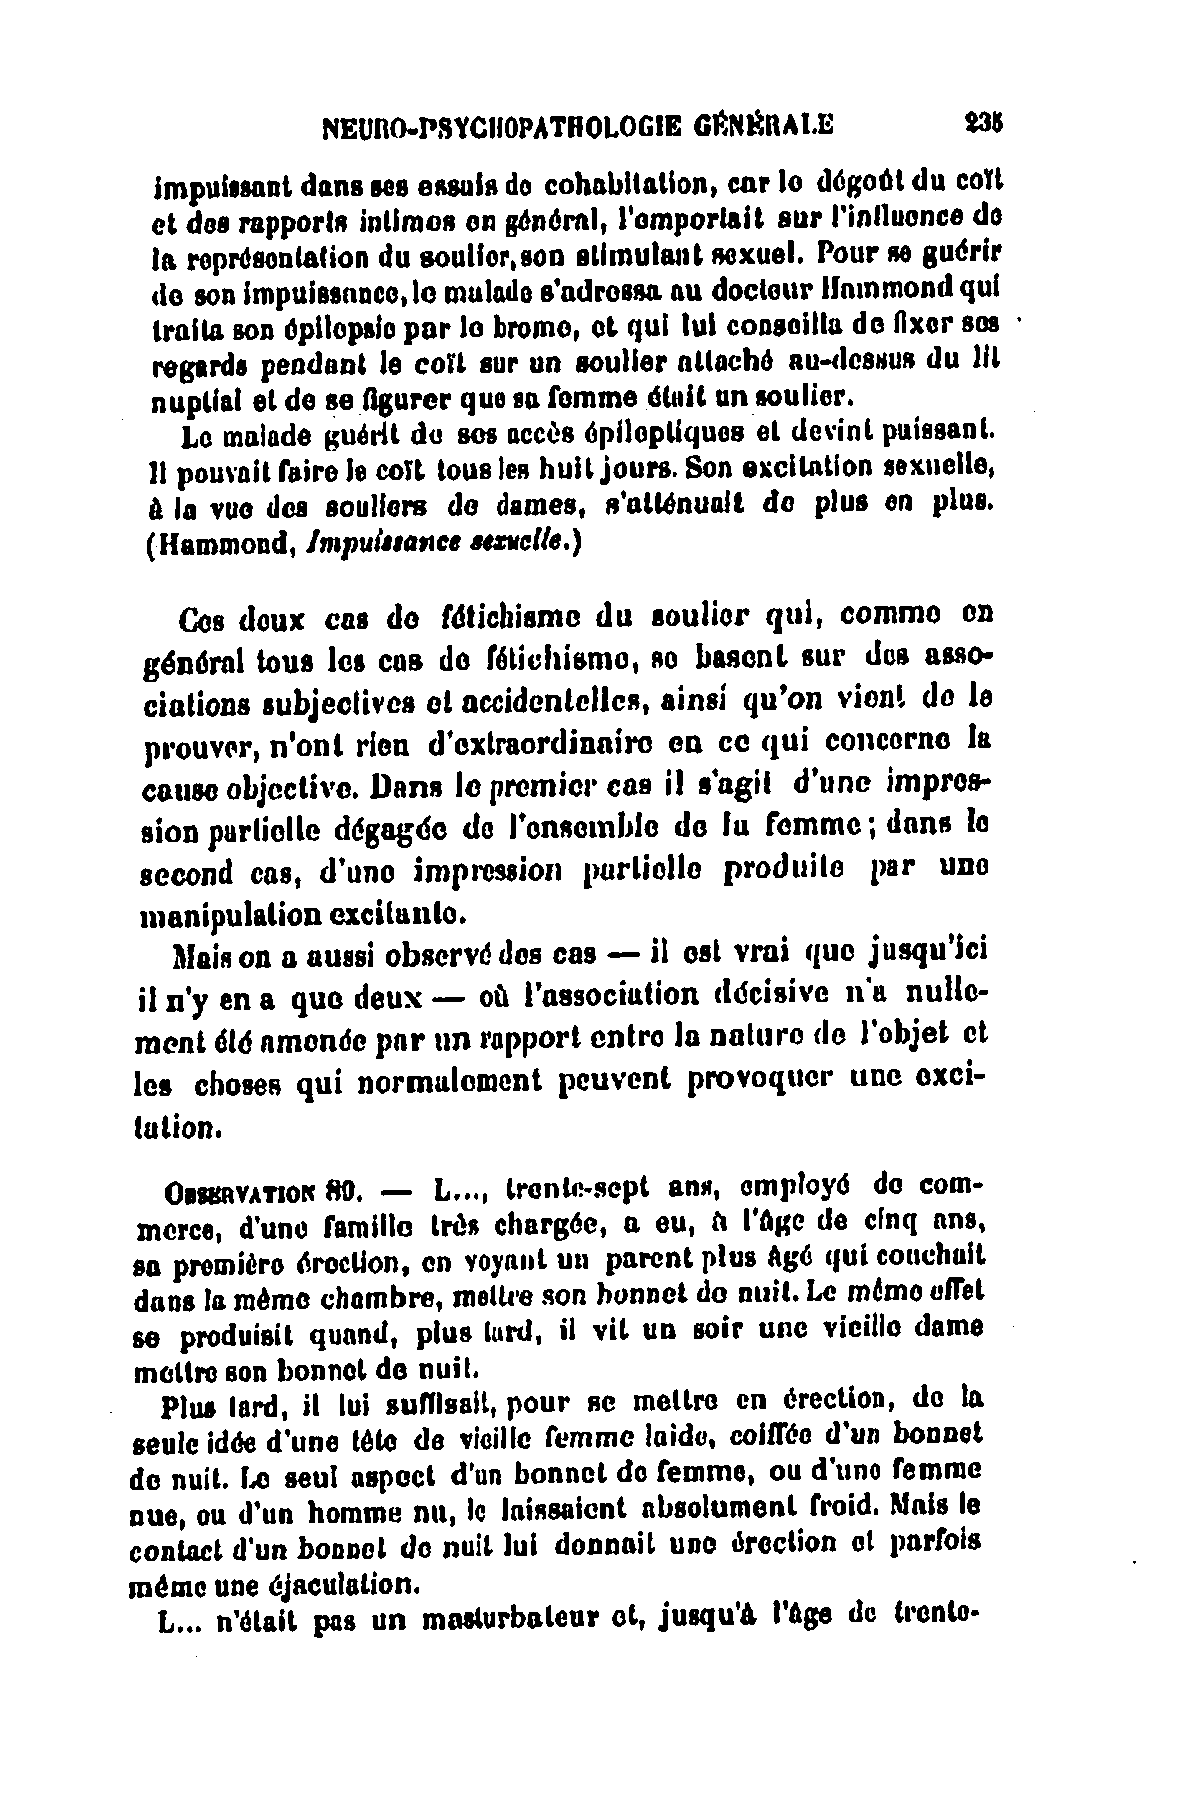 NEURO-PSYCHOPATHOLOGIE GÉNÉRALE 235
impuissant dans ses essais de cohabitation, car le dégoût du coït
et des rapports intimes en général, l'emportait sur l'influence de
la représentation du soulier, son stimulant sexuel. Pour se guérir
de son impuissance, le malade s'adressa au docteur Hammond qui
traita son épilepsie par le brome, et qui lui conseilla de fixer ses
regards pendant le coït sur un soulier attaché au-dessus du lit
nuptial et de se figurer que sa femme était un soulier.
Le malade guérit de ses accès épileptiques et devint puissant.
Il pouvait faire le coït tous les huit jours. Son excitation sexuelle,
à la vue des souliers de dames, s'atténuait de plus en plus.
(Hammond, Impuissance sexuelle.)
Ces deux cas de fétichisme du soulier qui, comme en
général tous les cas de fétichisme, se basent sur des asso-
ciations subjectives et accidentelles, ainsi qu'on vient de le
prouver, n'ont rien d'extraordinaire en ce qui concerne la
cause objective. Dans le premier cas il s'agit d'une impres-
sion partielle dégagée de l'ensemble de la femme ; dans le
second cas, d'une impression partielle produite par une
manipulation excitante.
Mais on a aussi observé des cas — il est vrai que jusqu'ici
il n'y en a que deux — où l'association décisive n'a nulle-
ment été amenée par un rapport entre la nature de l'objet et
les choses qui normalement peuvent provoquer une exci-
tation.
OBSERVATION 80. — L..., trente-sept ans, employé de com-
merce, d'une famille très chargée, a eu, à l'âge de cinq ans,
sa première érection, en voyant un parent plus âgé qui couchait
dans la même chambre, mettre son bonnet de nuit. Le même effet
se produisit quand, plus tard, il vit un soir une vieille dame
mettre son bonnet de nuit.
Plus tard, il lui suffisait, pour se mettre en érection, de la
seule idée d'une tête de vieille femme laide, coiffée d'un bonnet
de nuit. Le seul aspect d'un bonnet de femme, ou d'une femme
nue, ou d'un homme nu, le laissaient absolument froid. Mais le
contact d'un bonnet de nuit lui donnait une érection et parfois
même une éjaculation.
L... n'était pas un masturbateur et, jusqu'à l'âge de trente-